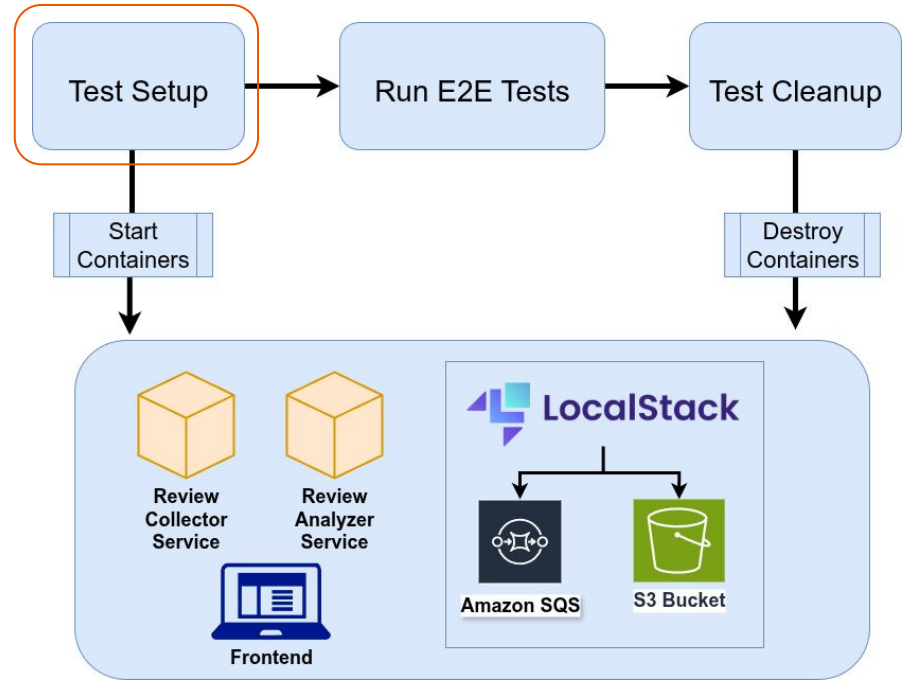 Test Setup
Run E2E Tests
Test Cleanup
Start
Containers
Destroy
Containers
LocalStack
Review
Collector
Service
Review
Analyzer
Service
Amazon SQS
S3 Bucket
Frontend